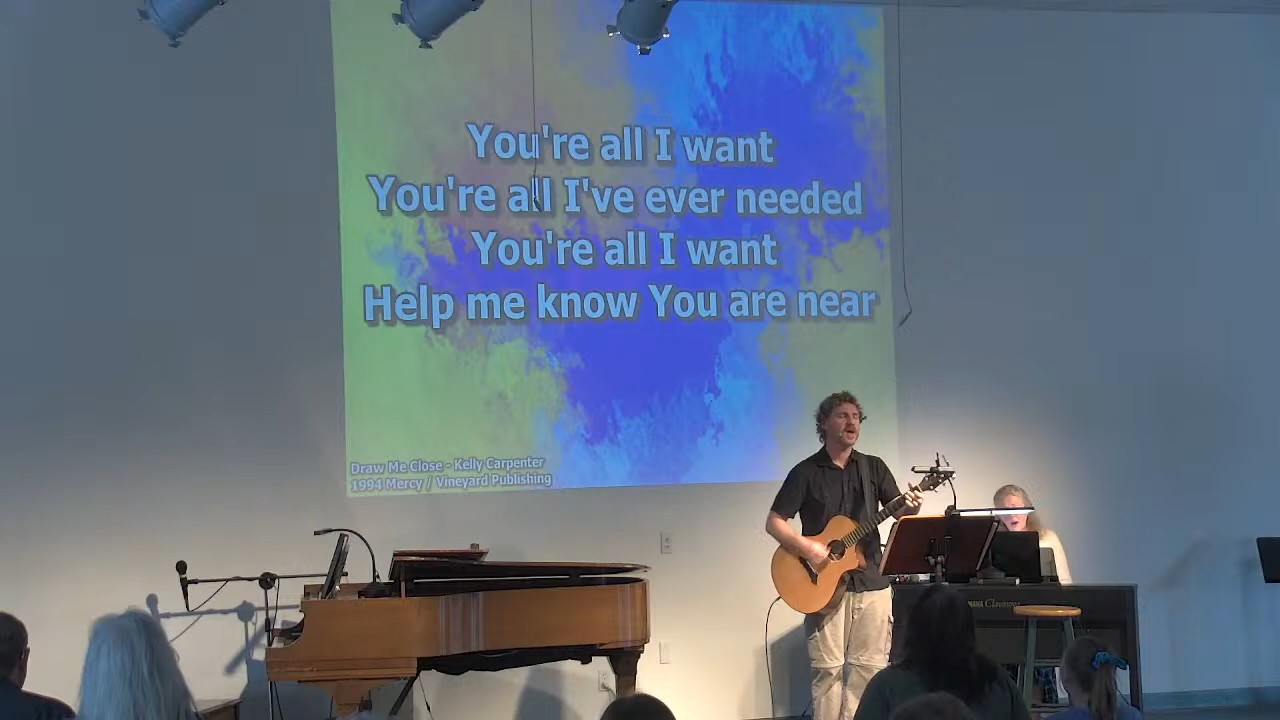 You're all I want
You're all I've ever needed
You're all I want
Help me know You are near
Draw Me Close - Kelly Carpenter
1994 Mercy / Vineyard Publishing
Clavinova